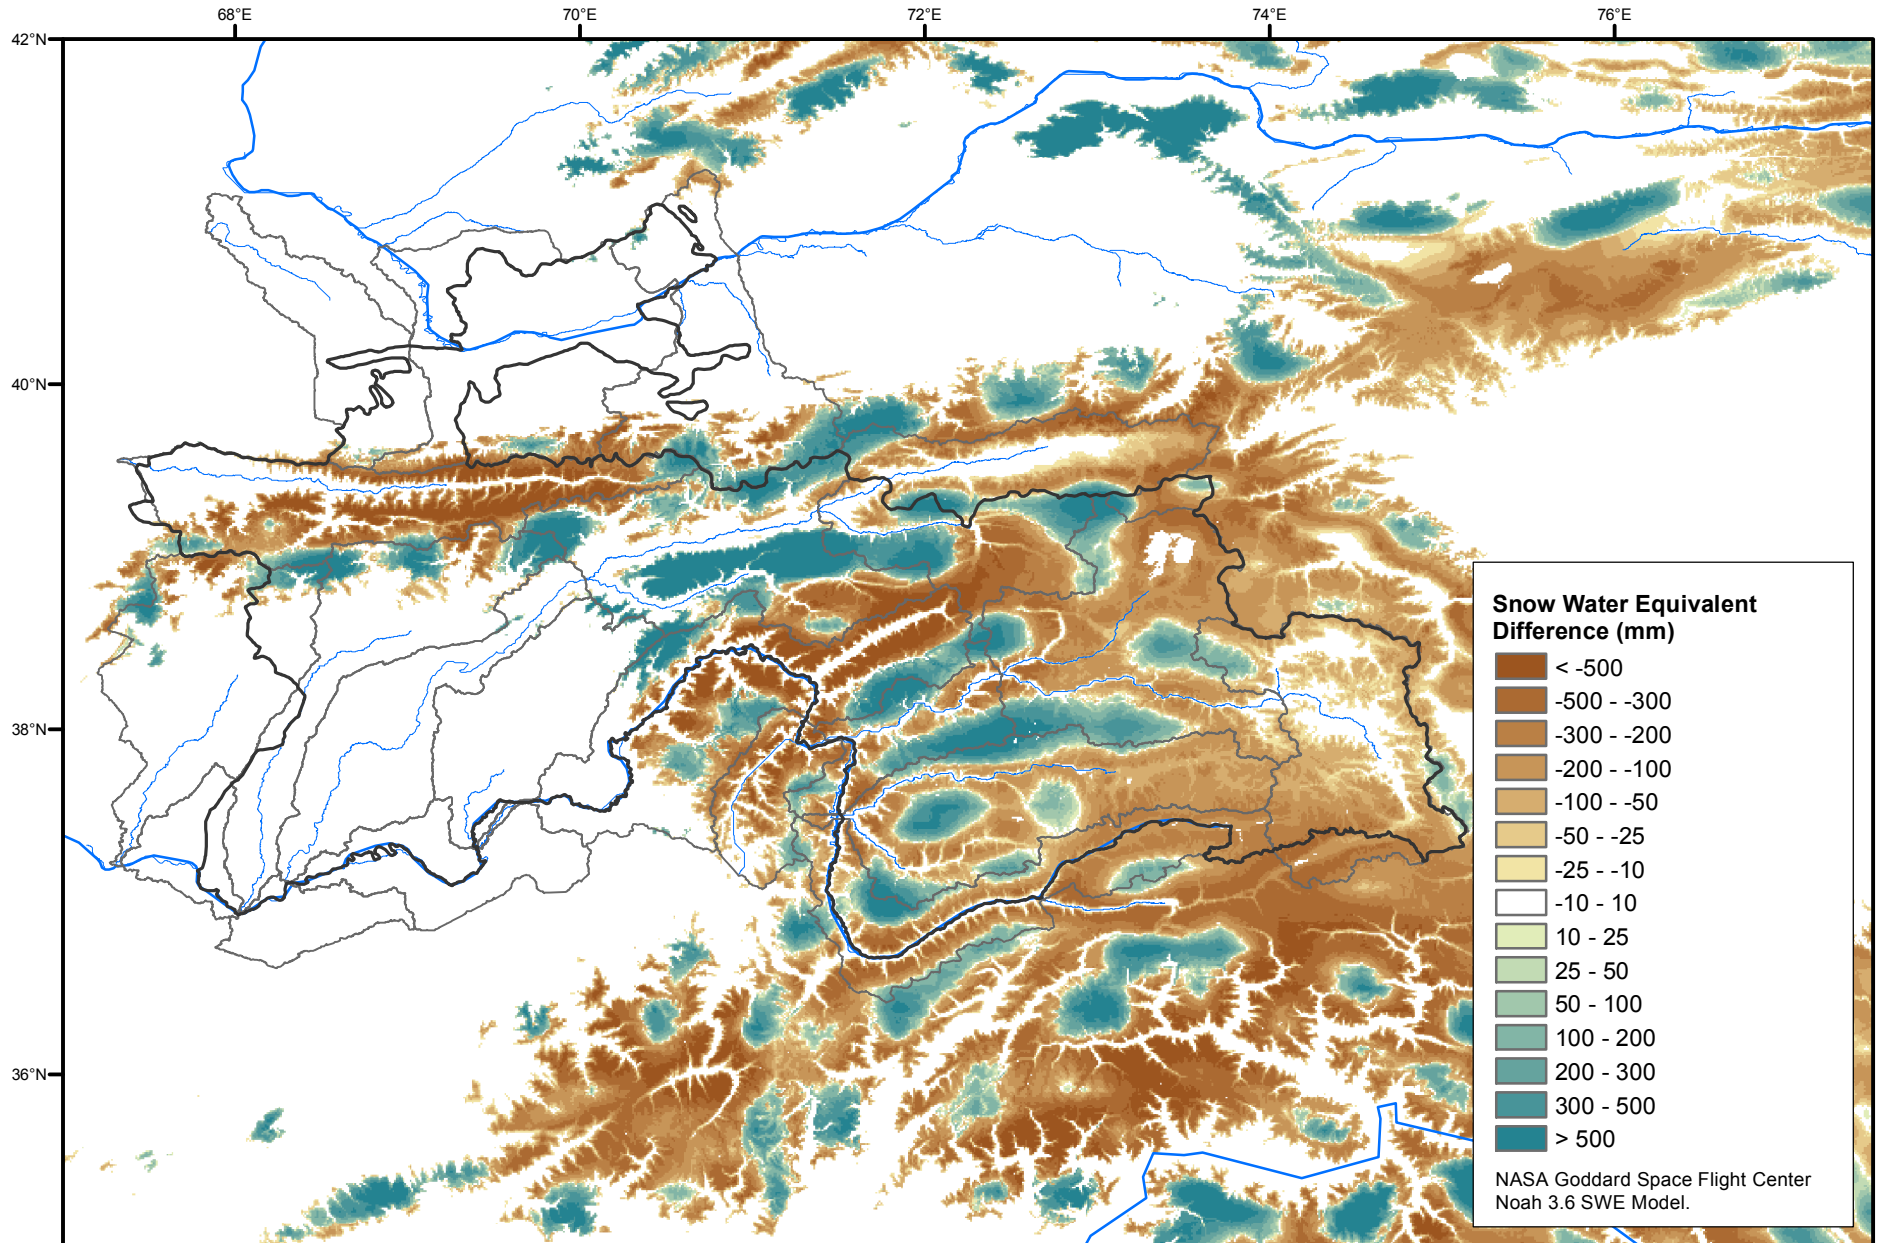 68°E 70°E 72°E 74°E 76°E
42°N
40°N
38°N
36°N
Snow Water Equivalent
Difference (mm)
< -500
-500 - -300
-300 - -200
-200 - -100
-100 - -50
-50 - -25
-25 - -10
-10 - 10
10 - 25
25 - 50
50 - 100
100 - 200
200 - 300
300 - 500
> 500
NASA Goddard Space Flight Center
Noah 3.6 SWE Model.